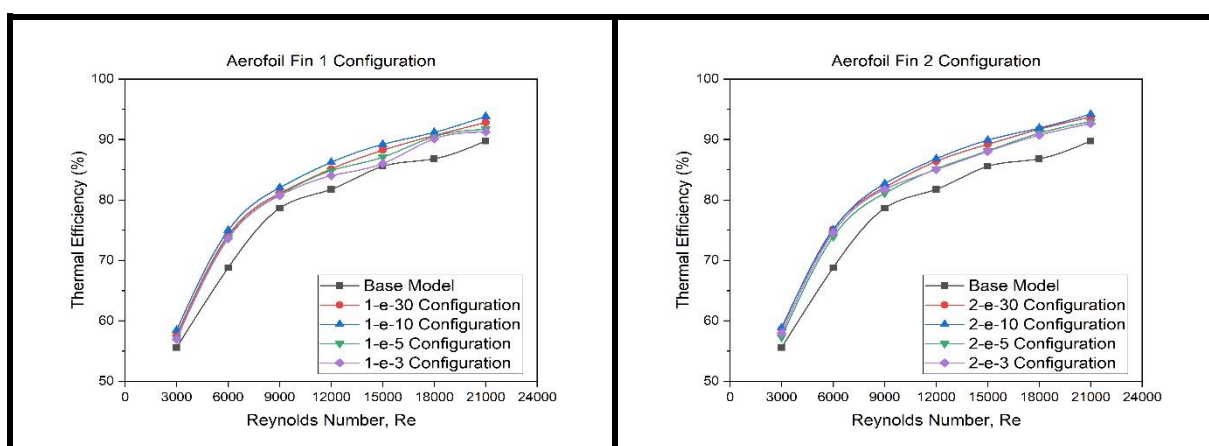 Aerofoil Fin 1 Configuration
100
90
80
70
60
50
Thermal Efficiency (%)
Base Model
1-e-30 Configuration
1-e-10 Configuration
1-e-5 Configuration
1-e-3 Configuration
0 3000 6000 9000 12000 15000 18000 21000 24000
Reynolds Number, Re
Aerofoil Fin 2 Configuration
100
90
80
70
60
50
Thermal Efficiency (%)
Base Model
2-e-30 Configuration
2-e-10 Configuration
2-e-5 Configuration
2-e-3 Configuration
0 3000 6000 9000 12000 15000 18000 21000 24000
Reynolds Number, Re